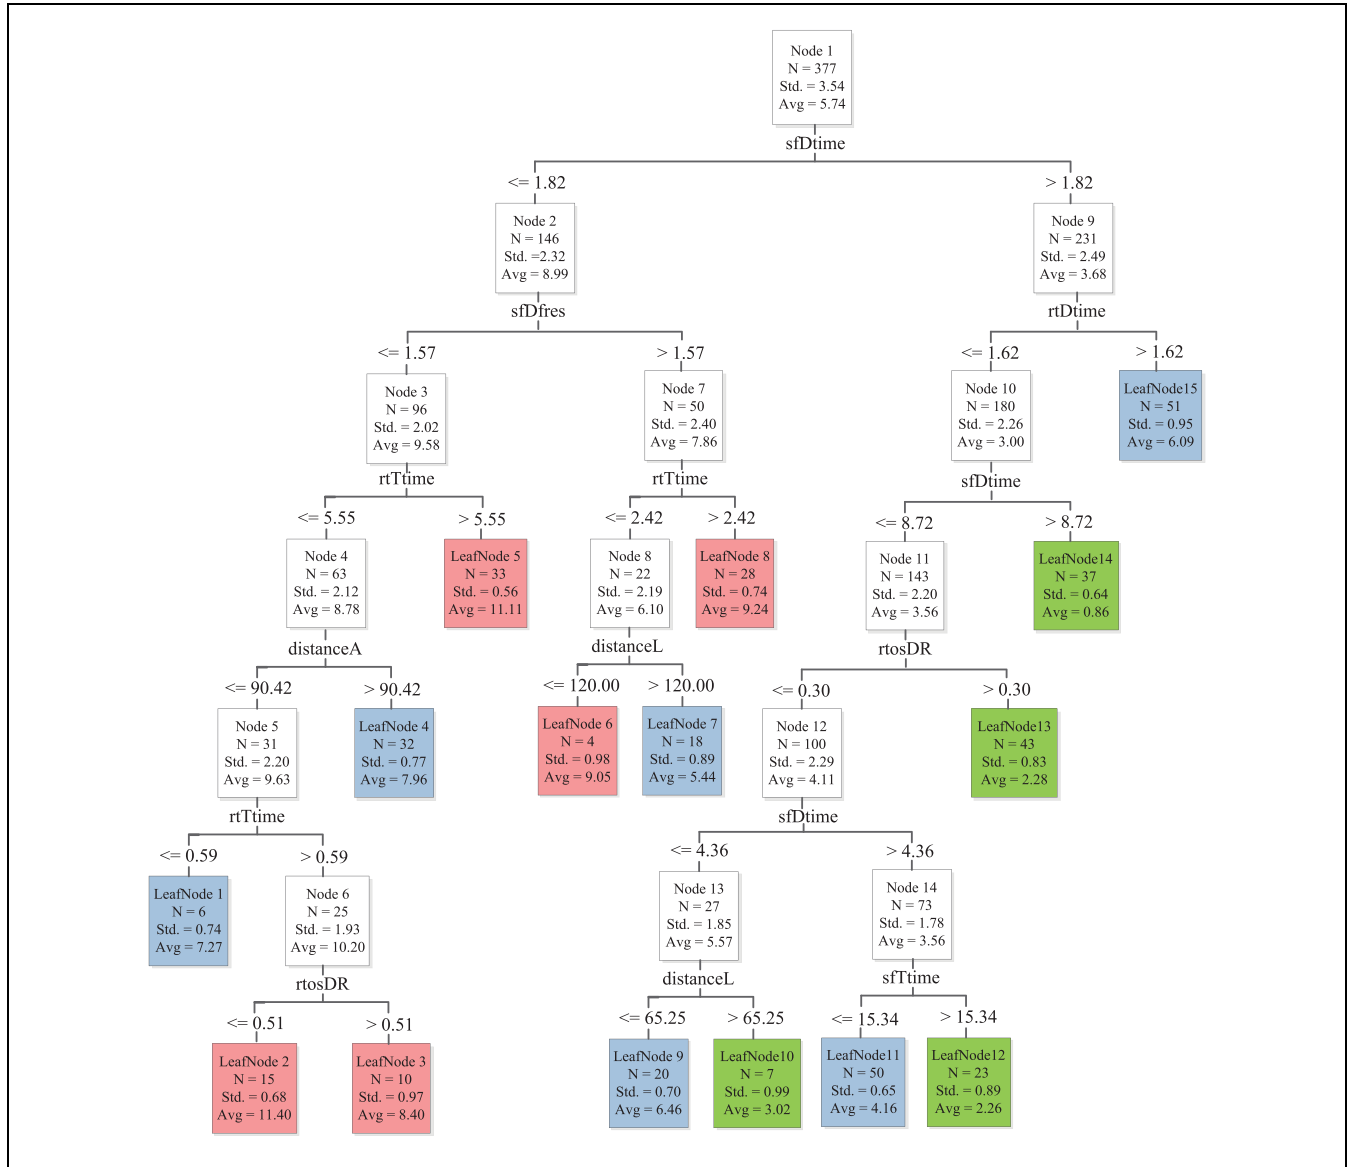 Node 1
N = 377
Std. = 3.54
Avg = 5.74
sfDtime
<= 1.82
> 1.82
Node 2
N = 146
Std. =2.32
Avg = 8.99
Node 9
N = 231
Std. = 2.49
Avg = 3.68
sfDfres
rtDtime
<= 1.57
> 1.57
<= 1.62
> 1.62
Node 3
N = 96
Std. = 2.02
Avg = 9.58
Node 7
N = 50
Std. = 2.40
Avg = 7.86
Node 10
N = 180
Std. = 2.26
Avg = 3.00
LeafNode15
N = 51
Std. = 0.95
Avg = 6.09
rtTtime
rtTtime
sfDtime
<= 5.55
> 5.55
<= 2.42
> 2.42
<= 8.72
> 8.72
Node 4
N = 63
Std. = 2.12
Avg = 8.78
LeafNode 5
N = 33
Std. = 0.56
Avg = 11.11
Node 8
N = 22
Std. = 2.19
Avg = 6.10
LeafNode 8
N = 28
Std. = 0.74
Avg = 9.24
Node 11
N = 143
Std. = 2.20
Avg = 3.56
LeafNode14
N = 37
Std. = 0.64
Avg = 0.86
distanceA
distanceL
rtosDR
<= 90.42
> 90.42
<= 120.00
> 120.00
<= 0.30
> 0.30
Node 5
N = 31
Std. = 2.20
Avg = 9.63
LeafNode 4
N = 32
Std. = 0.77
Avg = 7.96
LeafNode 6
N = 4
Std. = 0.98
Avg = 9.05
LeafNode 7
N = 18
Std. = 0.89
Avg = 5.44
Node 12
N = 100
Std. = 2.29
Avg = 4.11
LeafNode13
N = 43
Std. = 0.83
Avg = 2.28
rtTtime
sfDtime
<= 0.59
> 0.59
<= 4.36
> 4.36
LeafNode 1
N = 6
Std. = 0.74
Avg = 7.27
Node 6
N = 25
Std. = 1.93
Avg = 10.20
Node 13
N = 27
Std. = 1.85
Avg = 5.57
Node 14
N = 73
Std. = 1.78
Avg = 3.56
rtosDR
distanceL
sfTtime
<= 0.51
> 0.51
<= 65.25
> 65.25
<= 15.34
> 15.34
LeafNode 2
N = 15
Std. = 0.68
Avg = 11.40
LeafNode 3
N = 10
Std. = 0.97
Avg = 8.40
LeafNode 9
N = 20
Std. = 0.70
Avg = 6.46
LeafNode10
N = 7
Std. = 0.99
Avg = 3.02
LeafNode11
N = 50
Std. = 0.65
Avg = 4.16
LeafNode12
N = 23
Std. = 0.89
Avg = 2.26